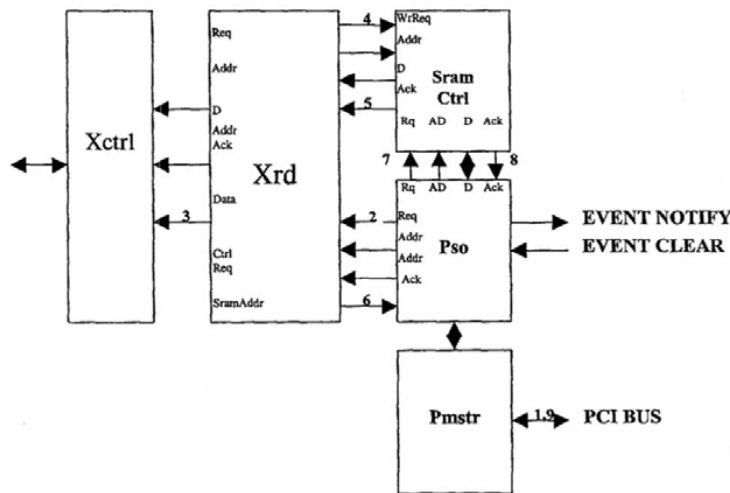 Xctrl
Req
Addr
D
Addr
Ack
Xrd
Data
Ctrl
Req
SramAddr
4
5
3
2
6
WrReq
Addr
D
Ack
Sram
Ctrl
Rq AD D Ack
7
8
Rq AD D Ack
Req
Addr
Pso
Addr
Ack
EVENT NOTIFY
EVENT CLEAR
Pmstr
1,9
PCI BUS